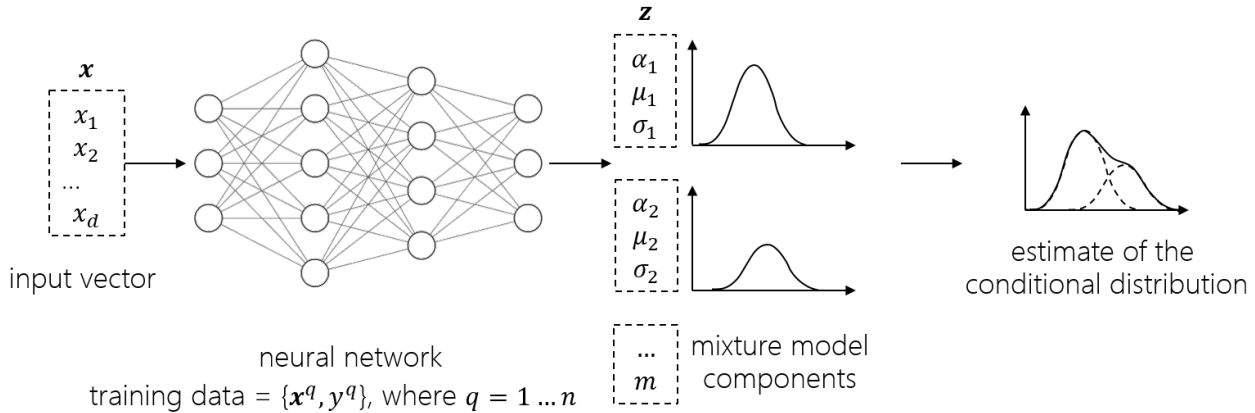 x
x₁
x₂
...
x_d
input vector
neural network
training data = {x^q, y^q}, where q = 1 … n
z
α₁
μ₁
σ₁
α₂
μ₂
σ₂
...
m
mixture model
components
estimate of the
conditional distribution